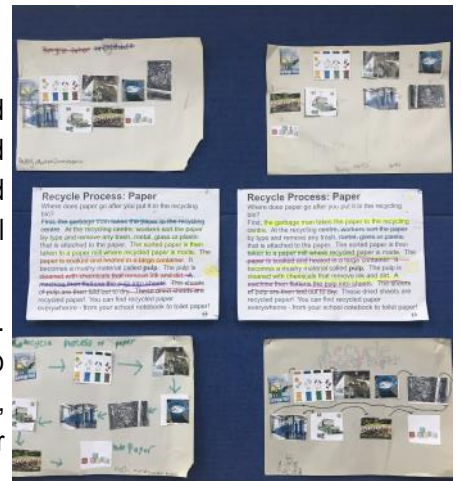 Recycle Process: Paper
Where does paper go after you put it in the recycling
bin?
First, the garbage man takes the paper to the recycling
centre. At the recycling centre, workers sort the paper
by type and remove any trash, metal, glass or plastic
that is attached to the paper. The sorted paper is then
taken to a paper mill where recycled paper is made. The
paper is soaked and heated in a large container. It
becomes a mushy material called pulp. The pulp is
cleaned with chemicals that remove ink and dirt. A
machine then flattens the pulp into sheets. The sheets
of pulp are then laid out to dry. These dried sheets are
recycled paper! You can find recycled paper
everywhere - from your school notebook to toilet paper!
Recycle Process: Paper
Where does paper go after you put it in the recycling
bin?
First, the garbage man takes the paper to the recycling
centre. At the recycling centre, workers sort the paper
by type and remove any trash, metal, glass or plastic
that is attached to the paper. The sorted paper is then
taken to a paper mill where recycled paper is made. The
paper is soaked and heated in a large container. It
becomes a mushy material called pulp. The pulp is
cleaned with chemicals that remove ink and dirt. A
machine then flattens the pulp into sheets. The sheets
of pulp are then laid out to dry. These dried sheets are
recycled paper! You can find recycled paper
everywhere - from your school notebook to toilet paper!
Recycle process of paper